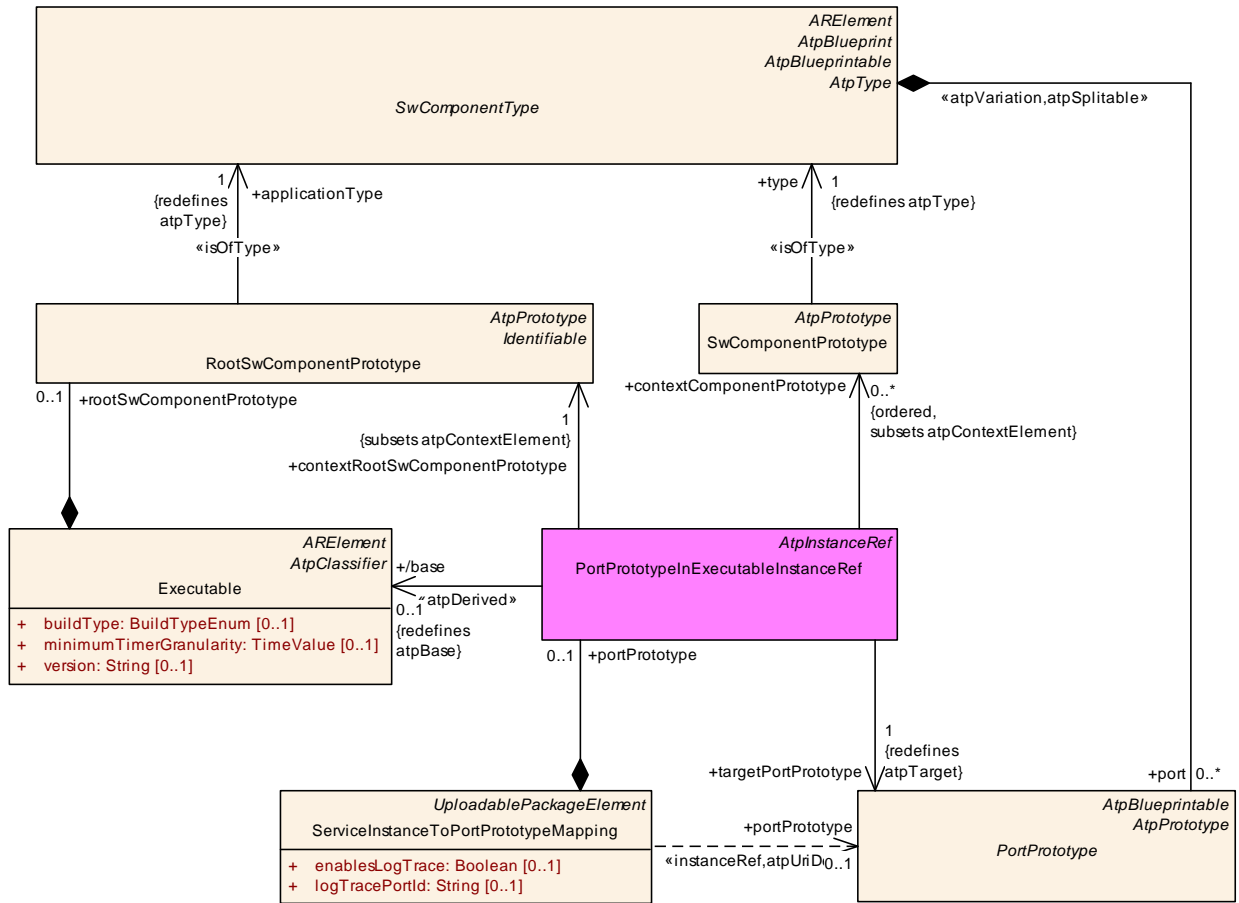 ARElement
AtpBlueprint
AtpBlueprintable
AtpType
SwComponentType
«atpVariation,atpSplitable»
1
{redefines
atpType}
+applicationType
«isOfType»
+type
1
{redefines atpType}
«isOfType»
AtpPrototype
Identifiable
RootSwComponentPrototype
AtpPrototype
SwComponentPrototype
0..1
+rootSwComponentPrototype
1
{subsets atpContextElement}
+contextRootSwComponentPrototype
+contextComponentPrototype
0..*
{ordered,
subsets atpContextElement}
ARElement
AtpClassifier
Executable
+ buildType: BuildTypeEnum [0..1]
+ minimumTimerGranularity: TimeValue [0..1]
+ version: String [0..1]
+/base
«atpDerived»
0..1
{redefines
atpBase}
AtpInstanceRef
PortPrototypeInExecutableInstanceRef
0..1
+portPrototype
1
{redefines
atpTarget}
+targetPortPrototype
+port
0..*
UploadablePackageElement
ServiceInstanceToPortPrototypeMapping
+ enablesLogTrace: Boolean [0..1]
+ logTracePortId: String [0..1]
+portPrototype
«instanceRef,atpUriD
0..1
AtpBlueprintable
AtpPrototype
PortPrototype